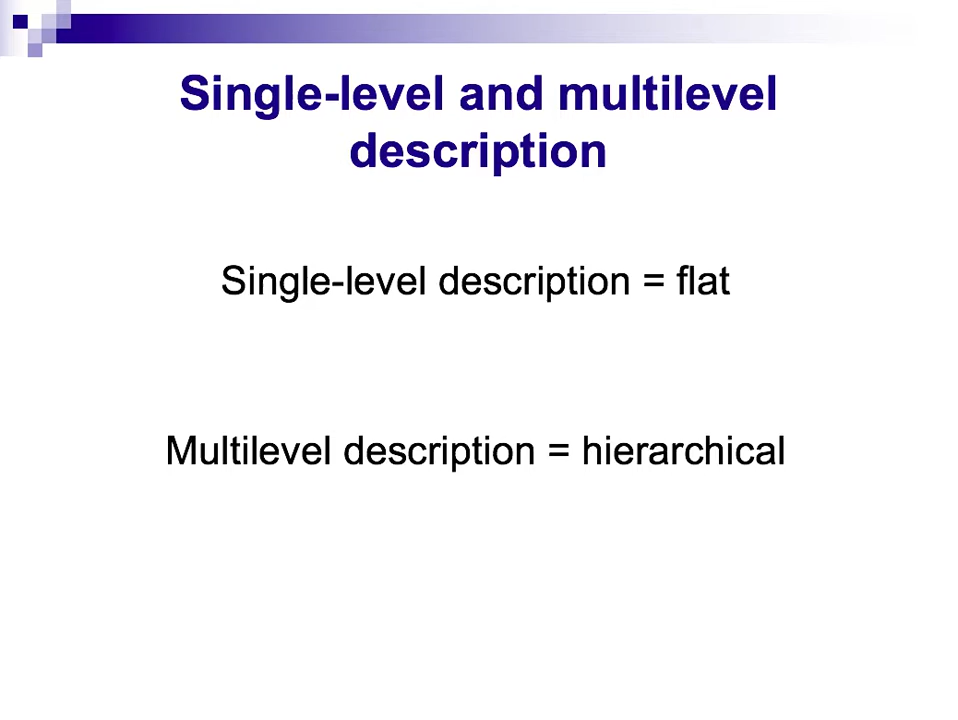 Single-level and multilevel
description
Single-level description = flat
Multilevel description = hierarchical